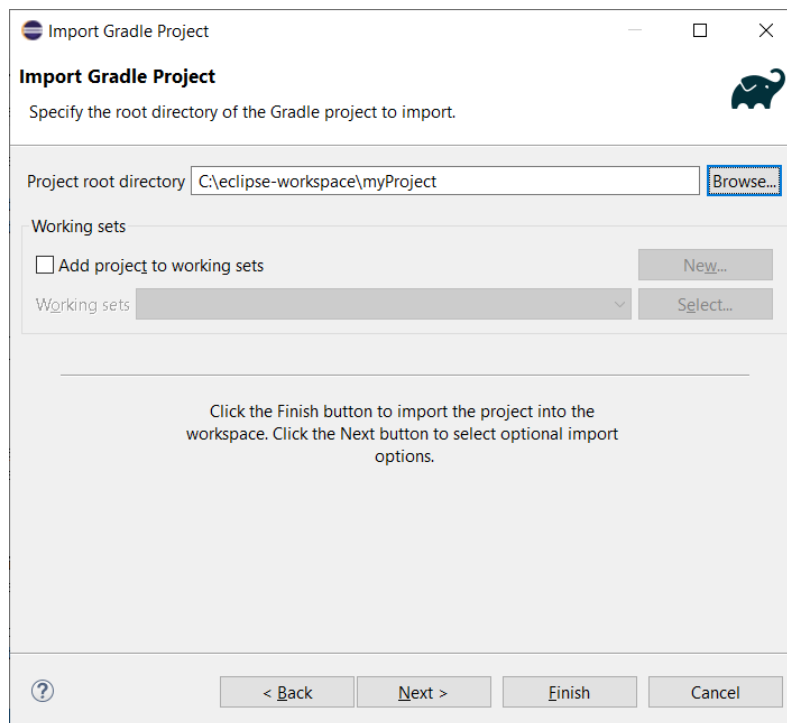 Import Gradle Project
Import Gradle Project
Specify the root directory of the Gradle project to import.
Project root directory C:\eclipse-workspace\myProject Browse...
Working sets
Add project to working sets New...
Working sets Select...
Click the Finish button to import the project into the
workspace. Click the Next button to select optional import
options.
? < Back Next > Finish Cancel